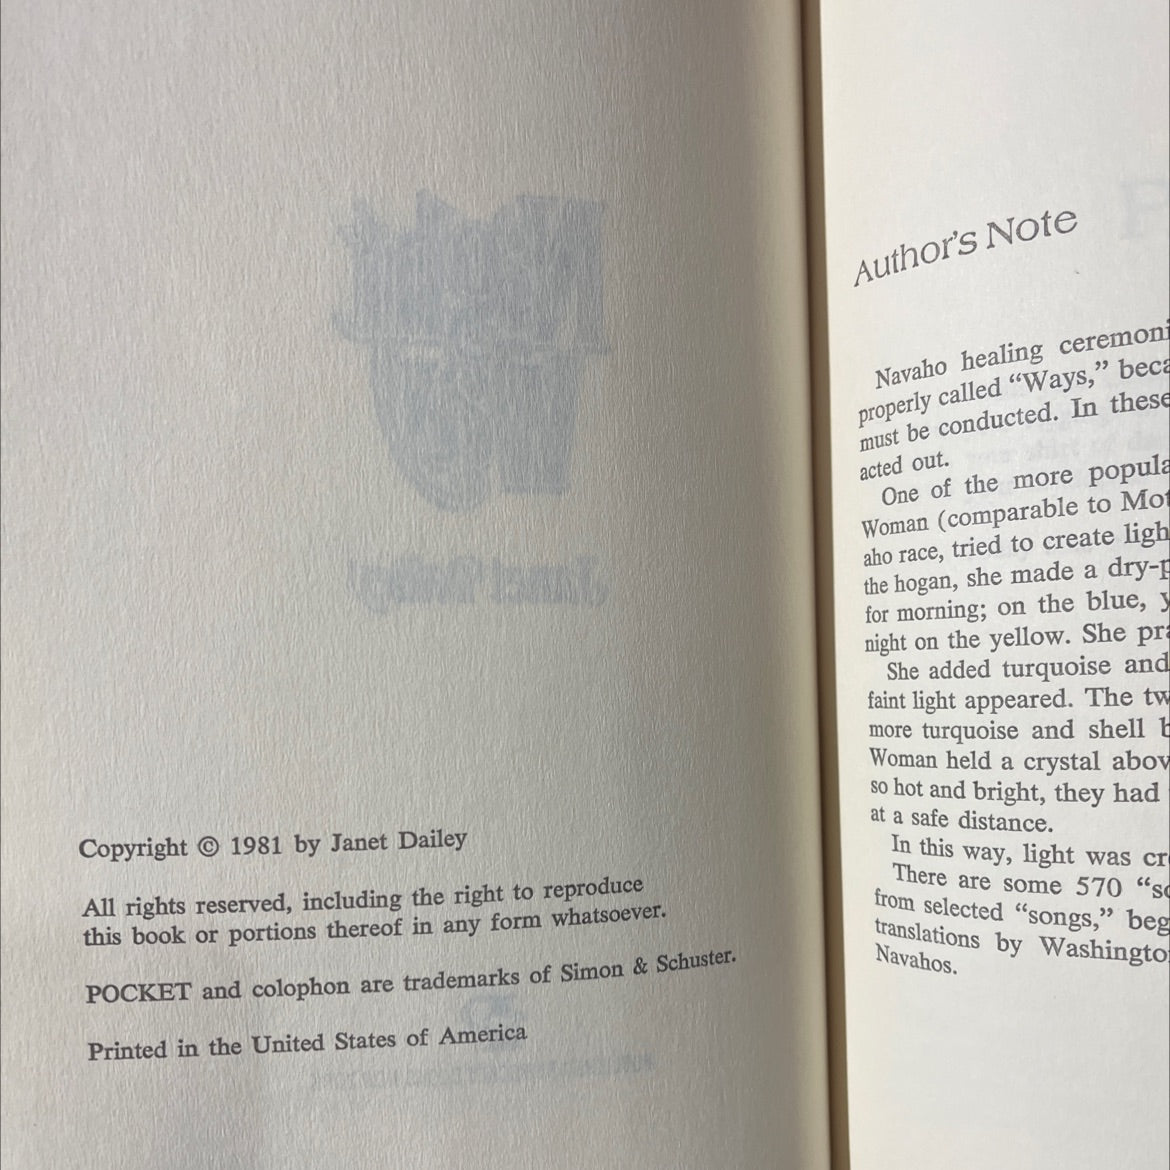 Copyright © 1981 by Janet Dailey
All rights reserved, including the right to reproduce
this book or portions thereof in any form whatsoever.
POCKET and colophon are trademarks of Simon & Schuster.
Printed in the United States of America
Author's Note
Navaho healing ceremoni
properly called “Ways,” beca
must be conducted. In these
acted out.
One of the more popula
Woman (comparable to Mot
aho race, tried to create ligh
the hogan, she made a dry-p
for morning; on the blue, y
night on the yellow. She pra
She added turquoise and
faint light appeared. The tw
more turquoise and shell b
Woman held a crystal abov
so hot and bright, they had
at a safe distance.
In this way, light was cr
There are some 570 “so
from selected “songs,” beg
translations by Washingto
Navahos.